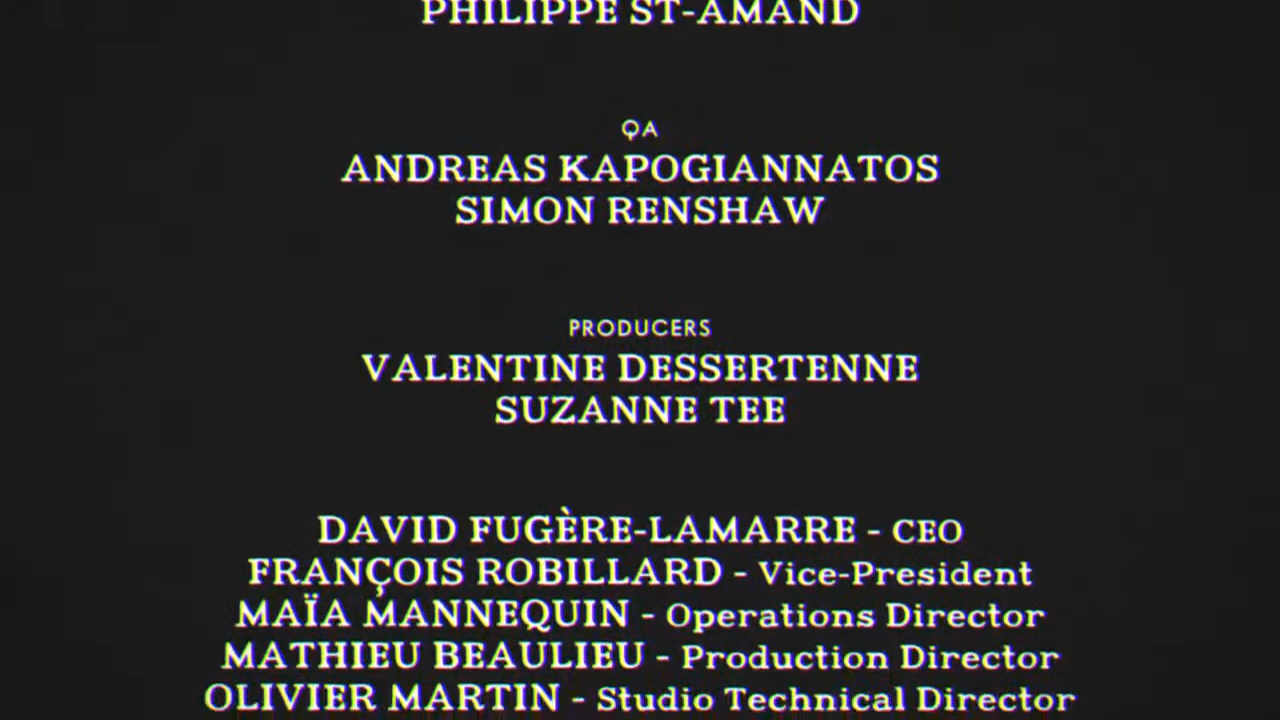 PHILIPPE ST-AMAND
QA
ANDREAS KAPOGIANNATOS
SIMON RENSHAW
PRODUCERS
VALENTINE DESSERTENNE
SUZANNE TEE
DAVID FUGÈRE-LAMARRE - CEO
FRANÇOIS ROBILLARD - Vice-President
MAÏA MANNEQUIN - Operations Director
MATHIEU BEAULIEU - Production Director
OLIVIER MARTIN - Studio Technical Director